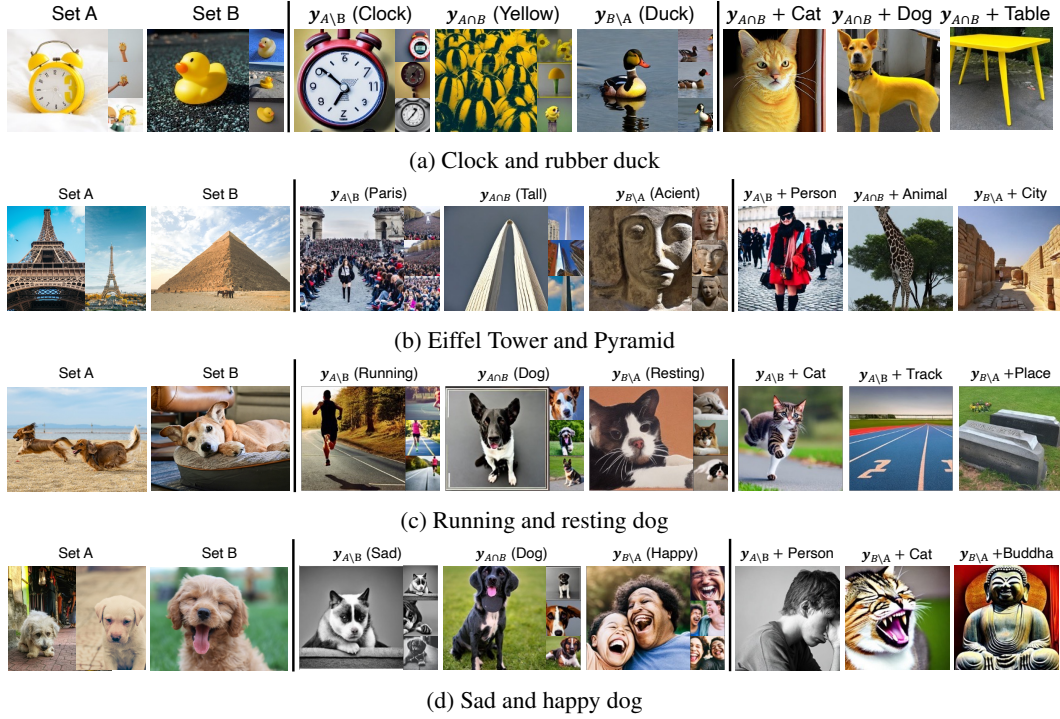 Set A Set B y_{A\B} (Clock) y_{A∩B} (Yellow) y_{B\A} (Duck) y_{A∩B} + Cat y_{A∩B} + Dog y_{A∩B} + Table
(a) Clock and rubber duck
Set A Set B y_{A\B} (Paris) y_{A∩B} (Tall) y_{B\A} (Acient) y_{A\B} + Person y_{A∩B} + Animal y_{B\A} + City
(b) Eiffel Tower and Pyramid
Set A Set B y_{A\B} (Running) y_{A∩B} (Dog) y_{B\A} (Resting) y_{A\B} + Cat y_{A\B} + Track y_{B\A} +Place
(c) Running and resting dog
Set A Set B y_{A\B} (Sad) y_{A∩B} (Dog) y_{B\A} (Happy) y_{A\B} + Person y_{B\A} + Cat y_{B\A} +Buddha
(d) Sad and happy dog